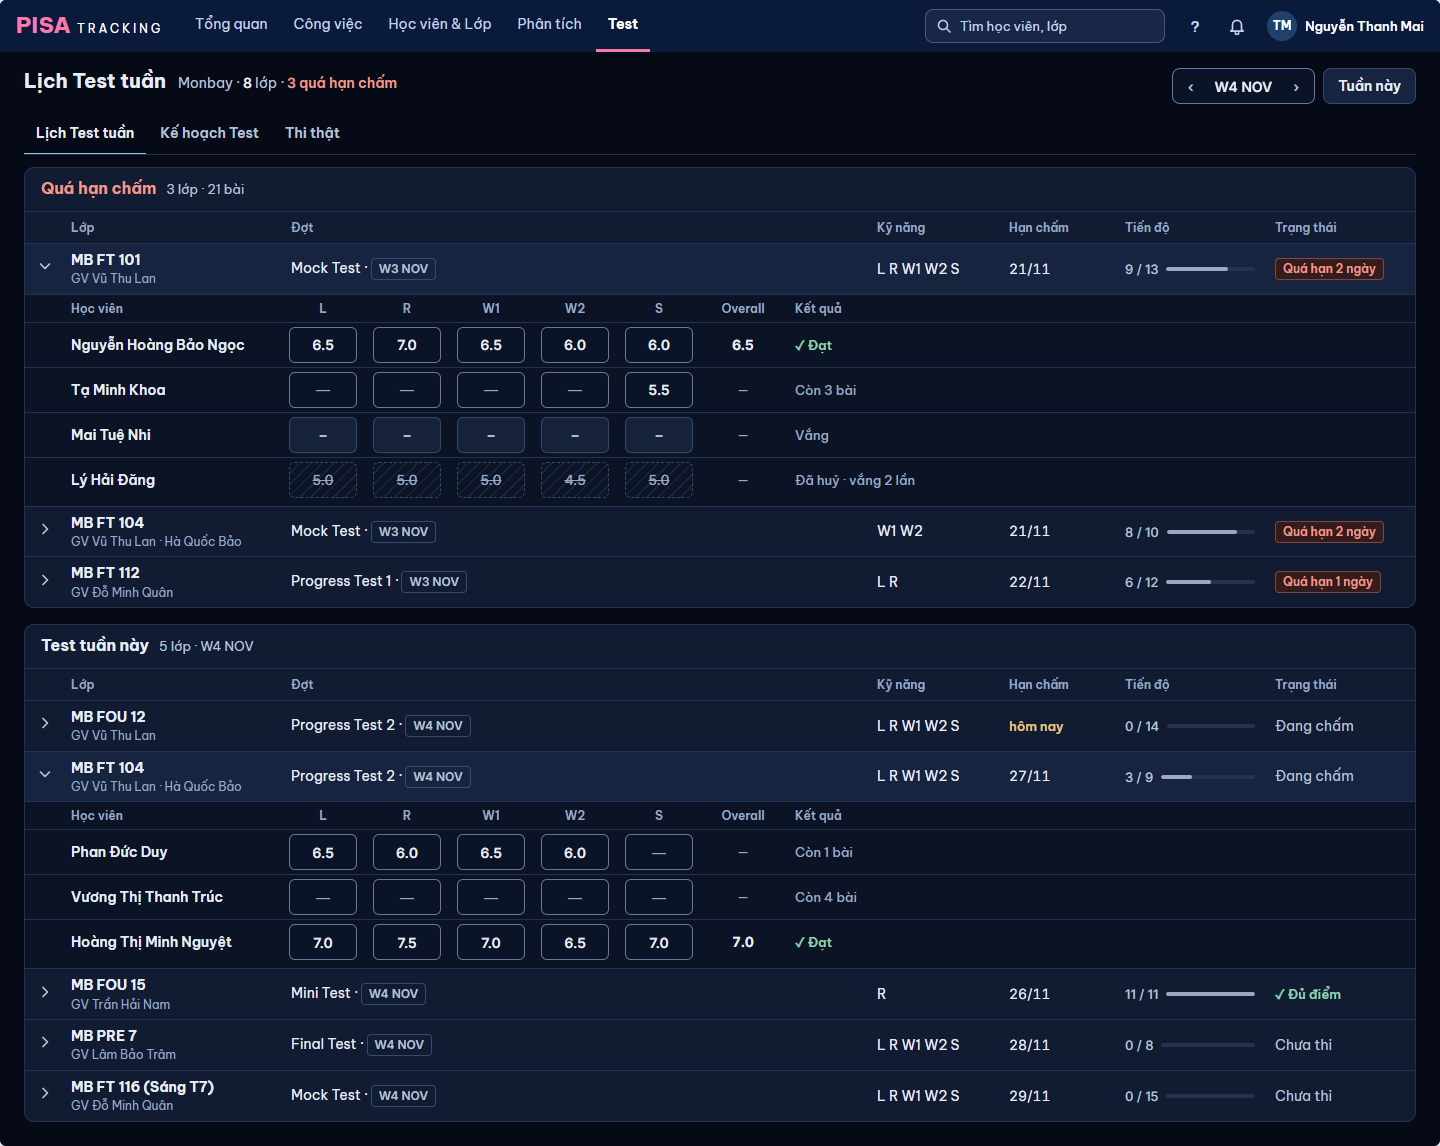 PISA TRACKING Tổng quan Công việc Học viên & Lớp Phân tích Test Tìm học viên, lớp ? TM Nguyễn Thanh Mai
Lịch Test tuần Monbay · 8 lớp · 3 quá hạn chấm ‹ W4 NOV › Tuần này
Lịch Test tuần Kế hoạch Test Thi thật
Quá hạn chấm 3 lớp · 21 bài
Lớp Đợt Kỹ năng Hạn chấm Tiến độ Trạng thái
MB FT 101 Mock Test · W3 NOV L R W1 W2 S 21/11 9 / 13 Quá hạn 2 ngày
GV Vũ Thu Lan
Học viên L R W1 W2 S Overall Kết quả
Nguyễn Hoàng Bảo Ngọc 6.5 7.0 6.5 6.0 6.0 6.5 ✓ Đạt
Tạ Minh Khoa — — — — 5.5 — Còn 3 bài
Mai Tuệ Nhi – – – – – — Vắng
Lý Hải Đăng 5.0 5.0 5.0 4.5 5.0 — Đã huỷ · vắng 2 lần
MB FT 104 Mock Test · W3 NOV W1 W2 21/11 8 / 10 Quá hạn 2 ngày
GV Vũ Thu Lan · Hà Quốc Bảo
MB FT 112 Progress Test 1 · W3 NOV L R 22/11 6 / 12 Quá hạn 1 ngày
GV Đỗ Minh Quân
Test tuần này 5 lớp · W4 NOV
Lớp Đợt Kỹ năng Hạn chấm Tiến độ Trạng thái
MB FOU 12 Progress Test 2 · W4 NOV L R W1 W2 S hôm nay 0 / 14 Đang chấm
GV Vũ Thu Lan
MB FT 104 Progress Test 2 · W4 NOV L R W1 W2 S 27/11 3 / 9 Đang chấm
GV Vũ Thu Lan · Hà Quốc Bảo
Học viên L R W1 W2 S Overall Kết quả
Phan Đức Duy 6.5 6.0 6.5 6.0 — — Còn 1 bài
Vương Thị Thanh Trúc — — — — — — Còn 4 bài
Hoàng Thị Minh Nguyệt 7.0 7.5 7.0 6.5 7.0 7.0 ✓ Đạt
MB FOU 15 Mini Test · W4 NOV R 26/11 11 / 11 ✓ Đủ điểm
GV Trần Hải Nam
MB PRE 7 Final Test · W4 NOV L R W1 W2 S 28/11 0 / 8 Chưa thi
GV Lâm Bảo Trâm
MB FT 116 (Sáng T7) Mock Test · W4 NOV L R W1 W2 S 29/11 0 / 15 Chưa thi
GV Đỗ Minh Quân